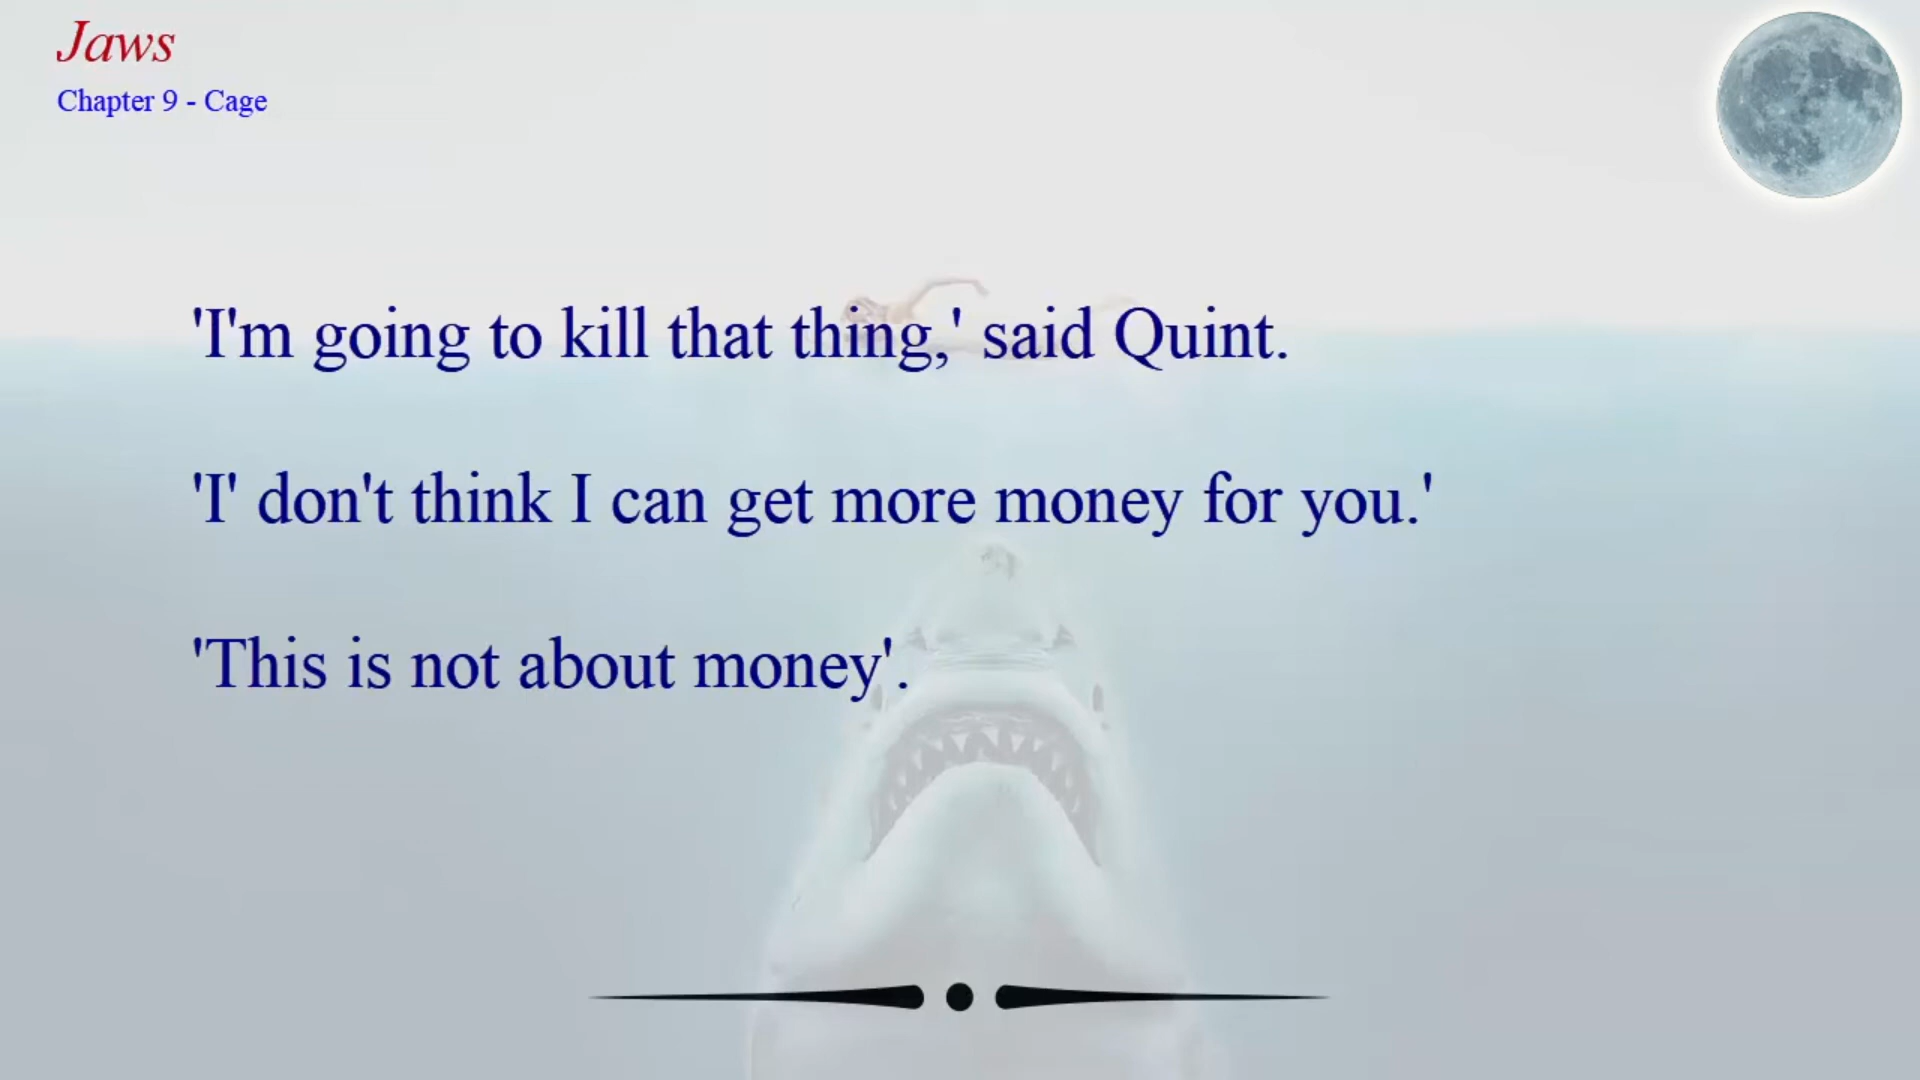 Jaws
Chapter 9 - Cage
'I'm going to kill that thing,' said Quint.
'I' don't think I can get more money for you.'
'This is not about money'.